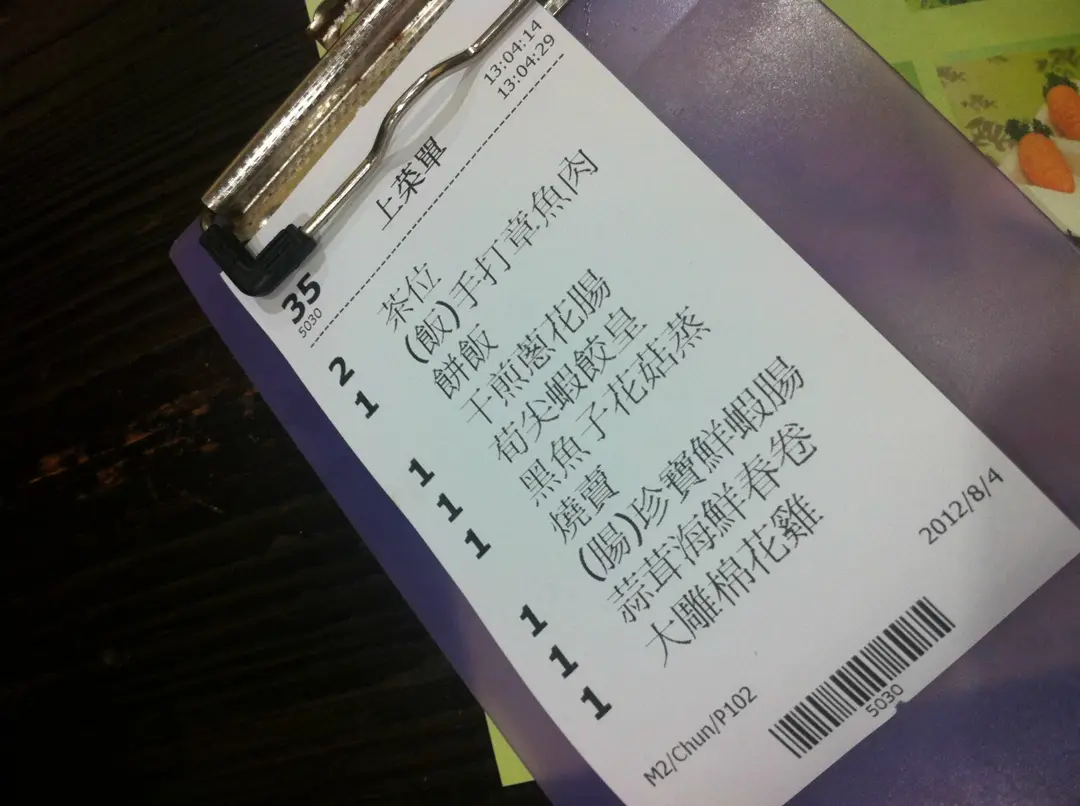 13:04:14
13:04:29
上菜單
35
5030
2 茶位
1 (飯)手打章魚肉
餅飯
1 干煎蔥花腸
1 荀尖蝦餃皇
1 黑魚子花菇蒸
燒賣
1 (腸)珍寶鮮蝦腸
1 蒜茸海鮮春卷
1 大雕棉花雞
2012/8/4
M2/Chun/P102
5030